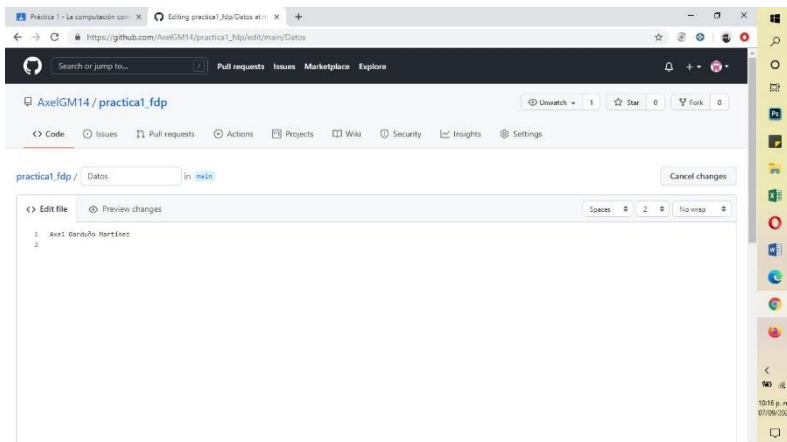 Práctica 1 - La computación com
Editing practica1_fdp/Datos at m
https://github.com/AxelGM14/practica1_fdp/edit/main/Datos
Search or jump to...
/
Pull requests Issues Marketplace Explore
AxelGM14 / practica1_fdp
Unwatch 1 Star 0 Fork 0
Code Issues Pull requests Actions Projects Wiki Security Insights Settings
practica1_fdp / Datos in main Cancel changes
Edit file Preview changes Spaces 2 No wrap
1 Axel Garduño Martínez
2
Ps
10:16 p. m
07/09/202